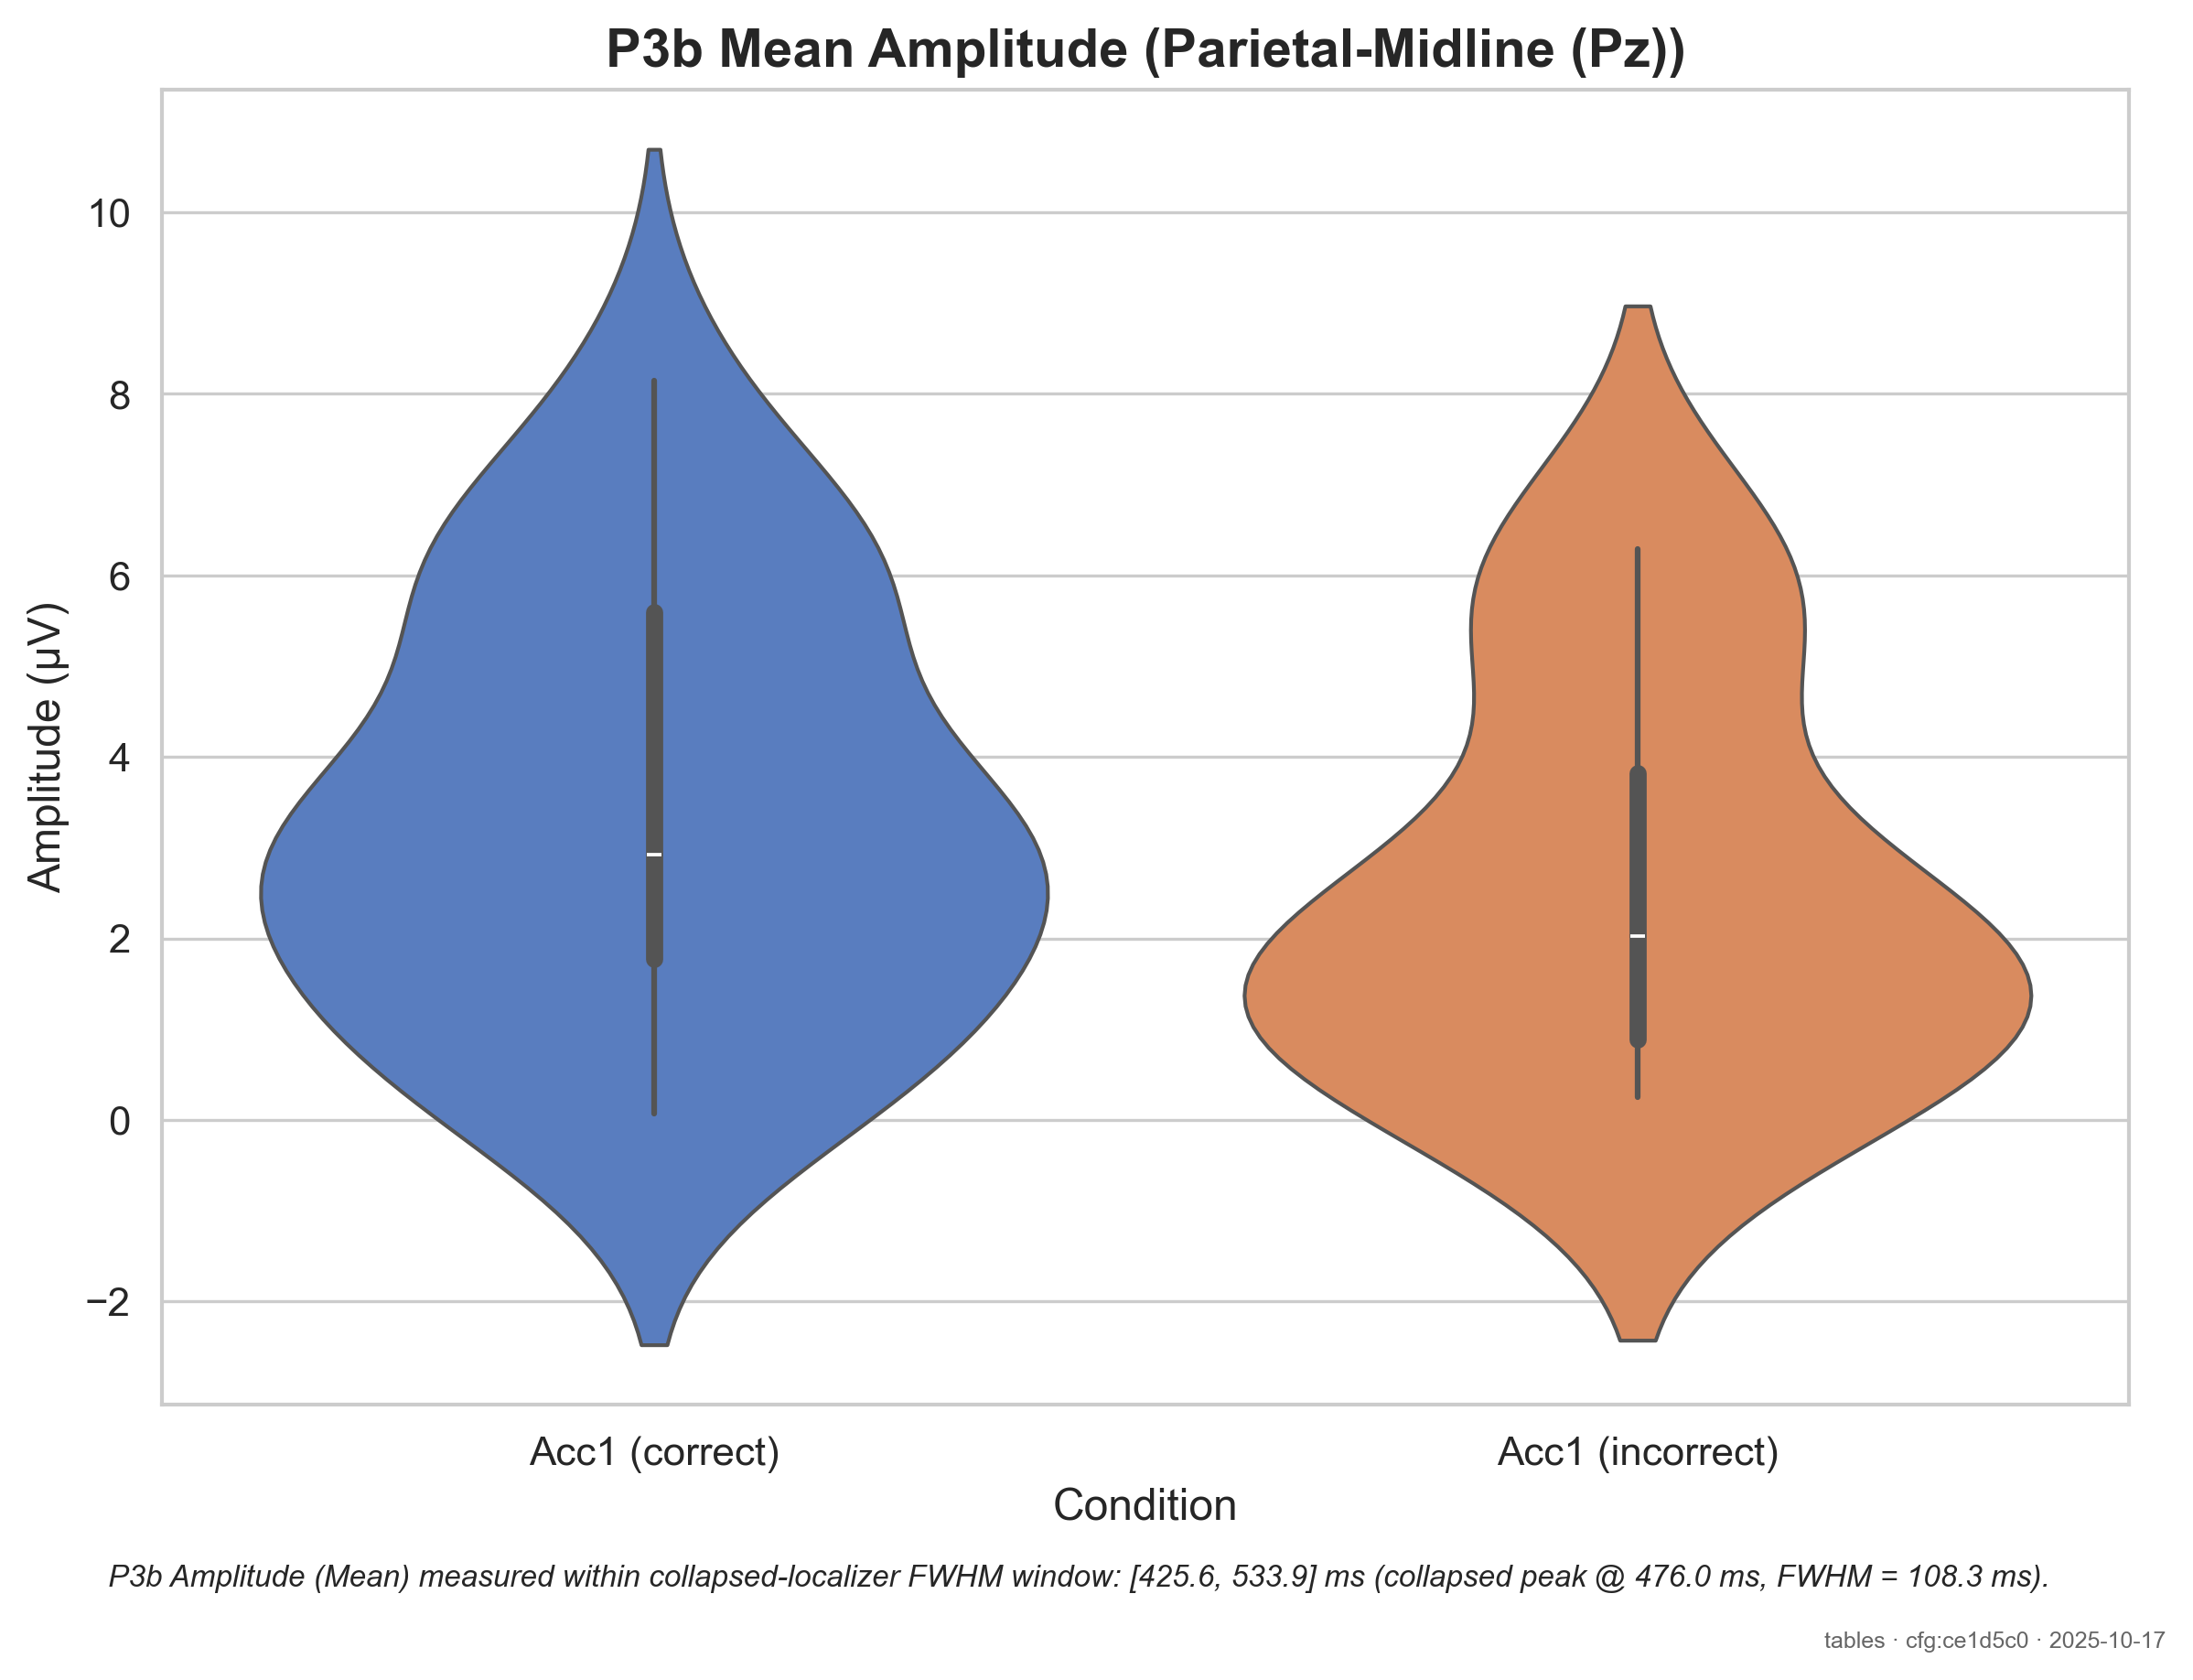 P3b Mean Amplitude (Parietal-Midline (Pz))
Amplitude (µV)
10
8
6
4
2
0
−2
Acc1 (correct) Acc1 (incorrect)
Condition
P3b Amplitude (Mean) measured within collapsed-localizer FWHM window: [425.6, 533.9] ms (collapsed peak @ 476.0 ms, FWHM = 108.3 ms).
tables · cfg:ce1d5c0 · 2025-10-17